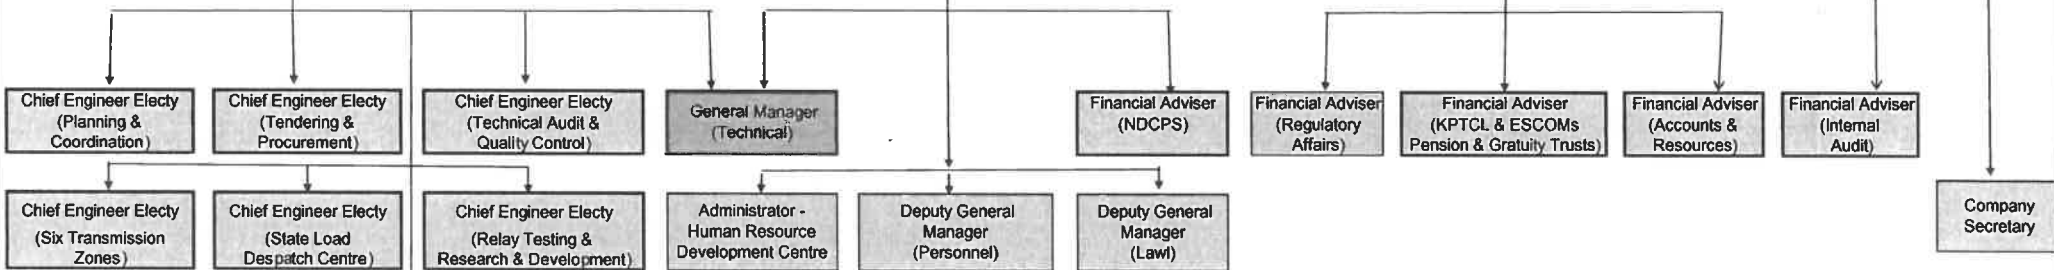 Chief Engineer Electy
(Planning &
Coordination)
Chief Engineer Electy
(Tendering &
Procurement)
Chief Engineer Electy
(Technical Audit &
Quality Control)
General Manager
(Technical)
Financial Adviser
(NDCPS)
Financial Adviser
(Regulatory
Affairs)
Financial Adviser
(KPTCL & ESCOMs
Pension & Gratuity Trusts)
Financial Adviser
(Accounts &
Resources)
Financial Adviser
(Internal
Audit)
Chief Engineer Electy
(Six Transmission
Zones)
Chief Engineer Electy
(State Load
Despatch Centre)
Chief Engineer Electy
(Relay Testing &
Research & Development)
Administrator -
Human Resource
Development Centre
Deputy General
Manager
(Personnel)
Deputy General
Manager
(Lawl)
Company
Secretary